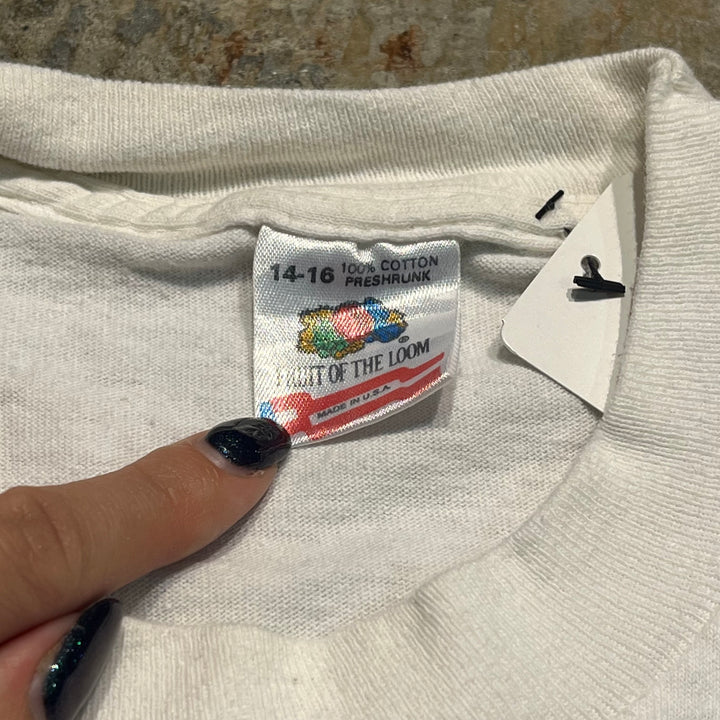 14-16 100% COTTON
PRESHRUNK
®
FRUIT OF THE LOOM
MADE IN U.S.A.